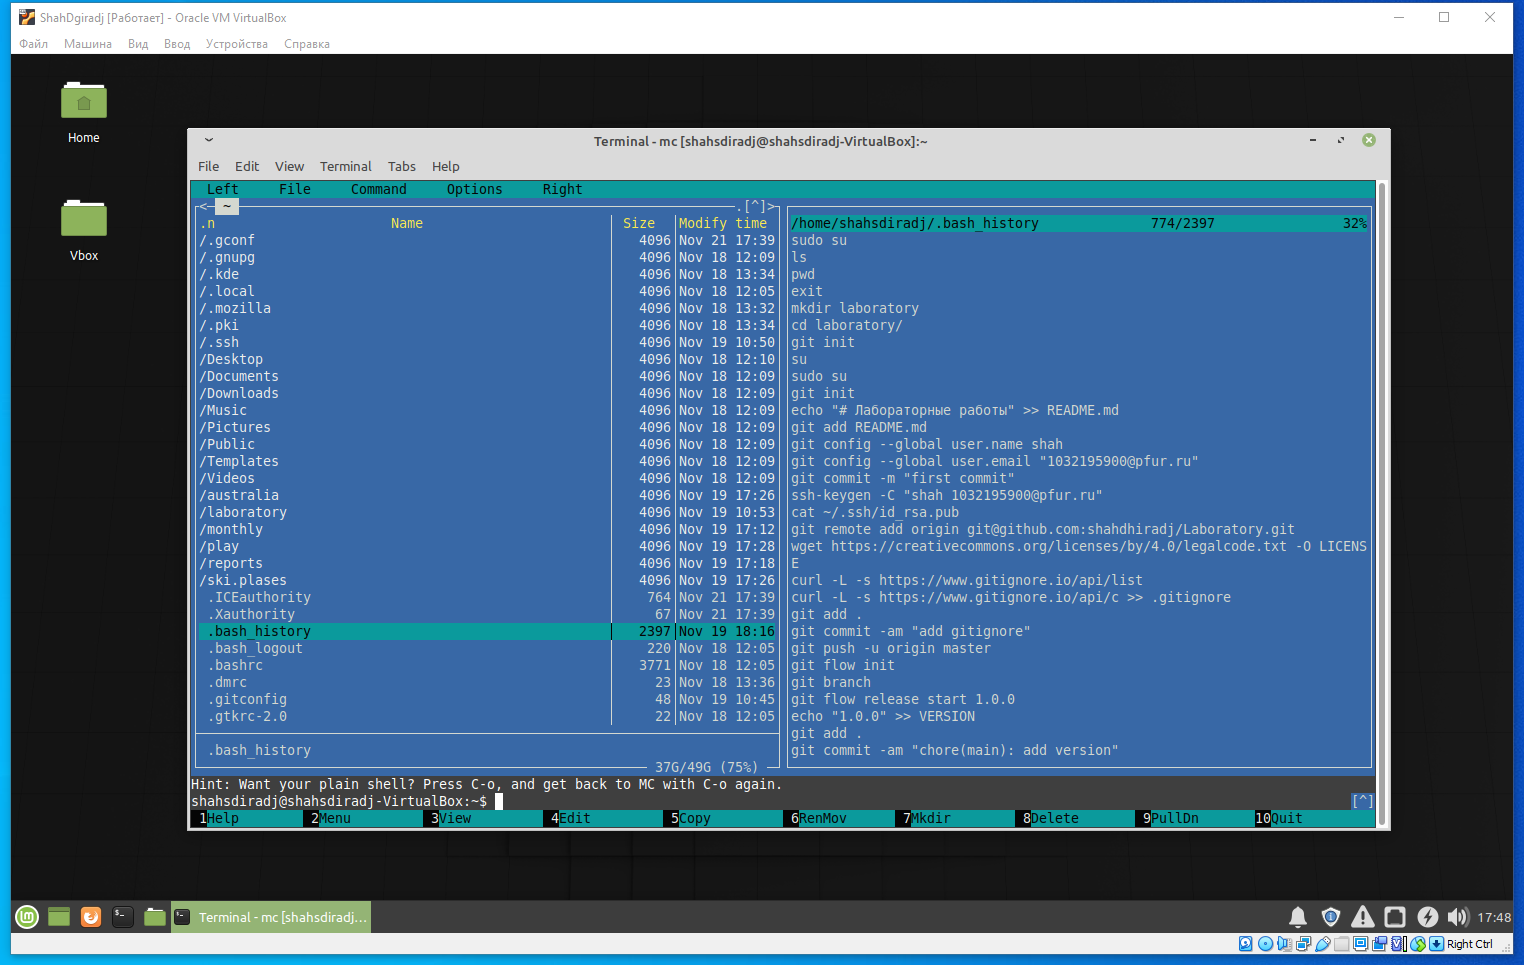 ShahDgiradj [Работает] - Oracle VM VirtualBox
Файл Машина Вид Ввод Устройства Справка
Home
Vbox
Terminal - mc [shahsdiradj@shahsdiradj-VirtualBox]:~
File Edit View Terminal Tabs Help
Left File Command Options Right
<- ~ .[^]>
.n Name Size Modify time
/.gconf 4096 Nov 21 17:39
/.gnupg 4096 Nov 18 12:09
/.kde 4096 Nov 18 13:34
/.local 4096 Nov 18 12:05
/.mozilla 4096 Nov 18 13:32
/.pki 4096 Nov 18 13:34
/.ssh 4096 Nov 19 10:50
/Desktop 4096 Nov 18 12:10
/Documents 4096 Nov 18 12:09
/Downloads 4096 Nov 18 12:09
/Music 4096 Nov 18 12:09
/Pictures 4096 Nov 18 12:09
/Public 4096 Nov 18 12:09
/Templates 4096 Nov 18 12:09
/Videos 4096 Nov 18 12:09
/australia 4096 Nov 19 17:26
/laboratory 4096 Nov 19 10:53
/monthly 4096 Nov 19 17:12
/play 4096 Nov 19 17:28
/reports 4096 Nov 19 17:18
/ski.plases 4096 Nov 19 17:26
.ICEauthority 764 Nov 21 17:39
.Xauthority 67 Nov 21 17:39
.bash_history 2397 Nov 19 18:16
.bash_logout 220 Nov 18 12:05
.bashrc 3771 Nov 18 12:05
.dmrc 23 Nov 18 13:36
.gitconfig 48 Nov 19 10:45
.gtkrc-2.0 22 Nov 18 12:05
.bash_history
37G/49G (75%)
/home/shahsdiradj/.bash_history 774/2397 32%
sudo su
ls
pwd
exit
mkdir laboratory
cd laboratory/
git init
su
sudo su
git init
echo "# Лабораторные работы" >> README.md
git add README.md
git config --global user.name shah
git config --global user.email "1032195900@pfur.ru"
git commit -m "first commit"
ssh-keygen -C "shah 1032195900@pfur.ru"
cat ~/.ssh/id_rsa.pub
git remote add origin git@github.com:shahdhiradj/Laboratory.git
wget https://creativecommons.org/licenses/by/4.0/legalcode.txt -O LICENS
E
curl -L -s https://www.gitignore.io/api/list
curl -L -s https://www.gitignore.io/api/c >> .gitignore
git add .
git commit -am "add gitignore"
git push -u origin master
git flow init
git branch
git flow release start 1.0.0
echo "1.0.0" >> VERSION
git add .
git commit -am "chore(main): add version"
Hint: Want your plain shell? Press C-o, and get back to MC with C-o again.
shahsdiradj@shahsdiradj-VirtualBox:~$ [^]
1Help 2Menu 3View 4Edit 5Copy 6RenMov 7Mkdir 8Delete 9PullDn 10Quit
Terminal - mc [shahsdiradj... 17:48
Right Ctrl